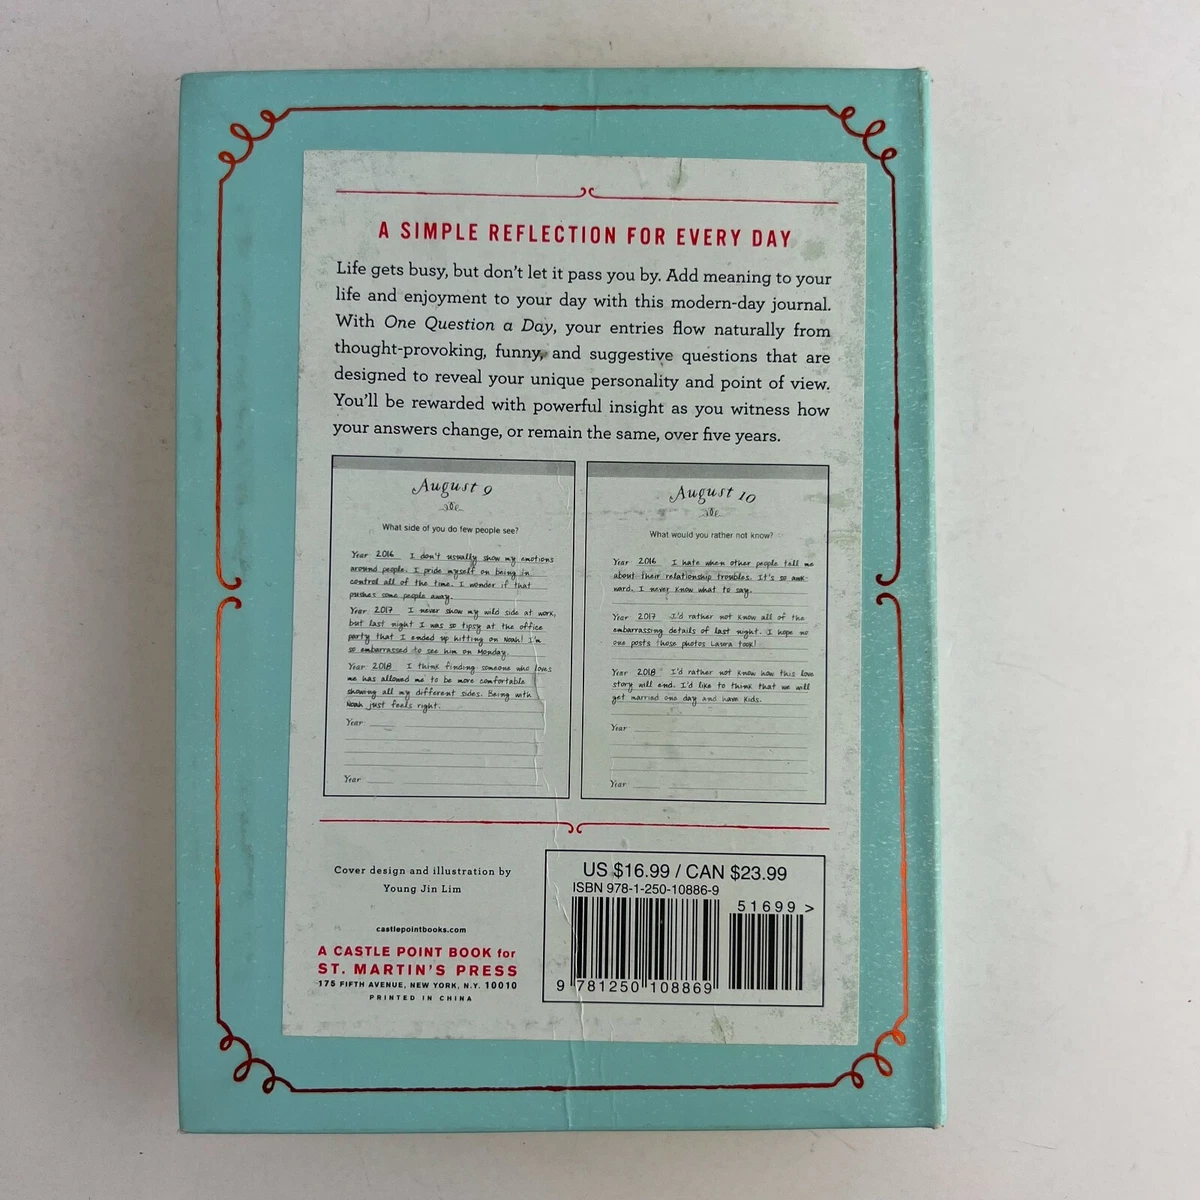 A SIMPLE REFLECTION FOR EVERY DAY
Life gets busy, but don't let it pass you by. Add meaning to your
life and enjoyment to your day with this modern-day journal.
With One Question a Day, your entries flow naturally from
thought-provoking, funny, and suggestive questions that are
designed to reveal your unique personality and point of view.
You'll be rewarded with powerful insight as you witness how
your answers change, or remain the same, over five years.
August 9
What side of you do few people see?
Year 2016 I don't usually show my emotions
around people. I pride myself on being in
control all of the time. I wonder if that
pushes some people away.
Year 2017 I never show my wild side at work,
but last night I was so tipsy at the office
party that I ended up hitting on Noah! I'm
so embarrassed to see him on Monday.
Year 2018 I think finding someone who loves
me has allowed me to be more comfortable
showing all my different sides. Being with
Noah just feels right.
Year
Year
August 10
What would you rather not know?
Year 2016 I hate when other people tell me
about their relationship troubles. It's so awk-
ward. I never know what to say.
Year 2017 I'd rather not know all of the
embarrassing details of last night. I hope no
one posts those photos Laura took!
Year 2018 I'd rather not know how this love
story will end. I'd like to think that we will
get married one day and have kids.
Year
Year
Cover design and illustration by
Young Jin Lim
castlepointbooks.com
A CASTLE POINT BOOK for
ST. MARTIN'S PRESS
175 FIFTH AVENUE, NEW YORK, N.Y. 10010
PRINTED IN CHINA
US $16.99 / CAN $23.99
ISBN 978-1-250-10886-9
51699 >
9 781250 108869